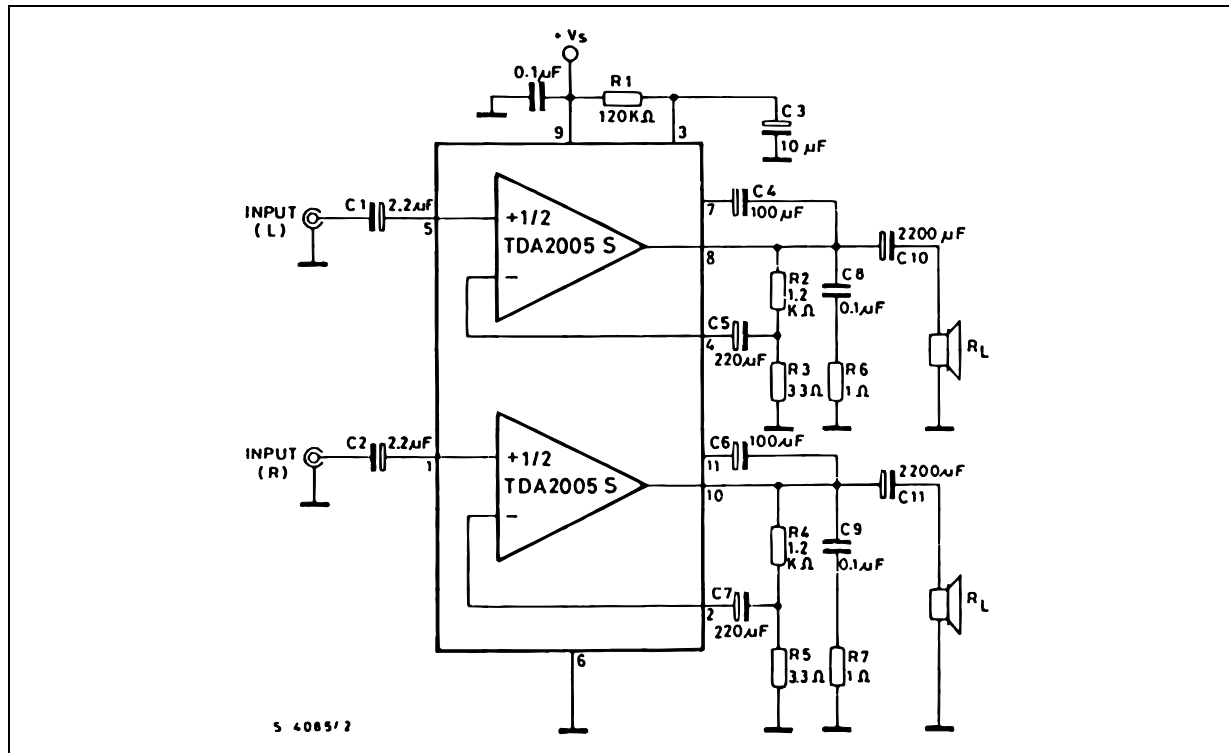 + Vs
0.1µF
R1
120KΩ
C3
10 µF
9
3
INPUT
(L)
C1
2.2µF
5
+1/2
TDA2005 S
−
7
C4
100µF
8
2200 µF
C10
R2
1.2
KΩ
C8
0.1µF
C5
4
220µF
R3
33Ω
R6
1Ω
RL
INPUT
(R)
C2
2.2µF
1
+1/2
TDA2005 S
−
C6
100µF
11
10
2200µF
C11
R4
1.2
KΩ
C9
0.1µF
C7
2
220µF
R5
3.3Ω
R7
1Ω
RL
6
S 4085/2